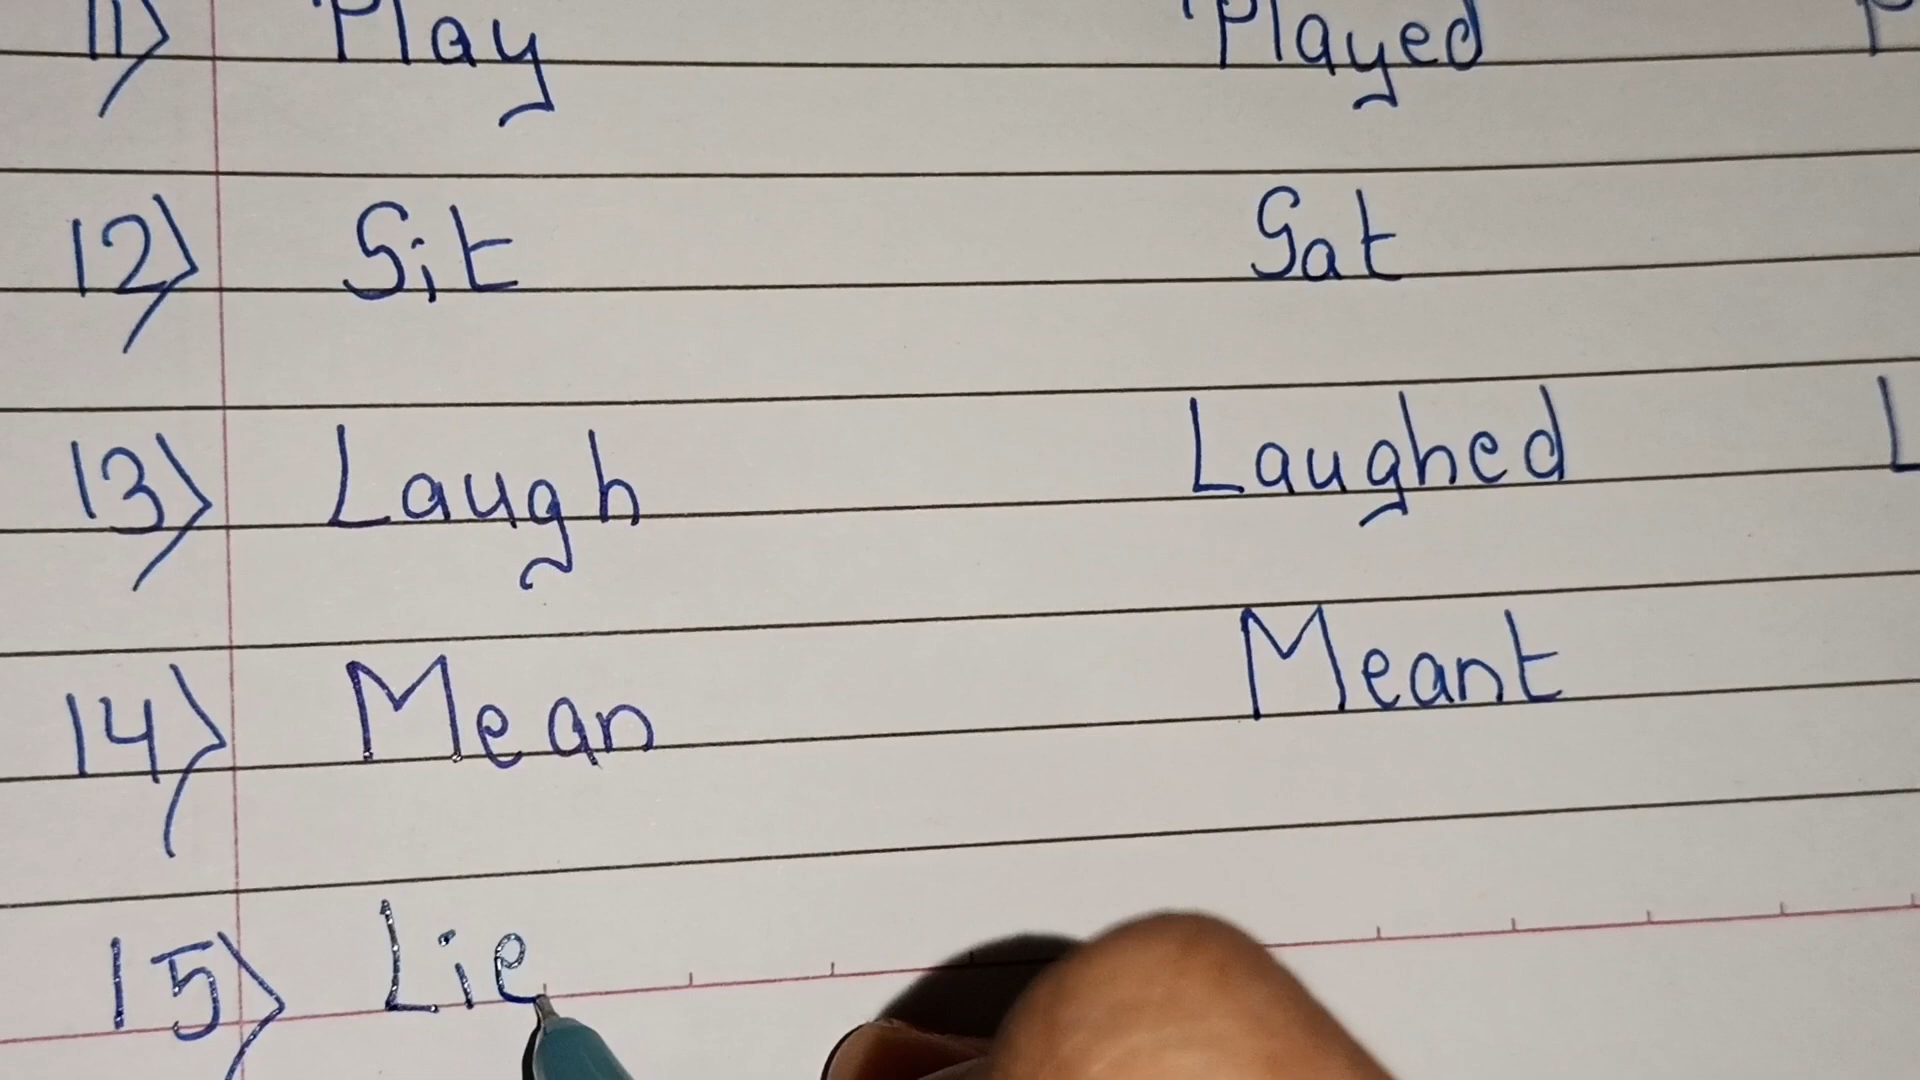 11) Play Played P
12) Sit Sat
13) Laugh Laughed L
14) Mean Meant
15) Lie